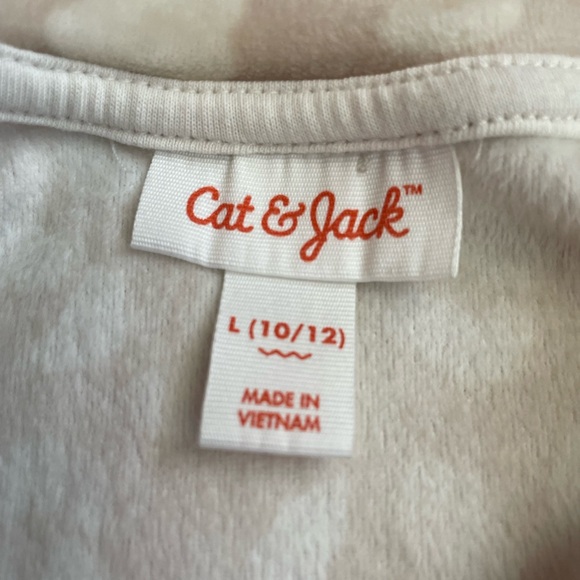 Cat & Jack™
L (10/12)
MADE IN
VIETNAM